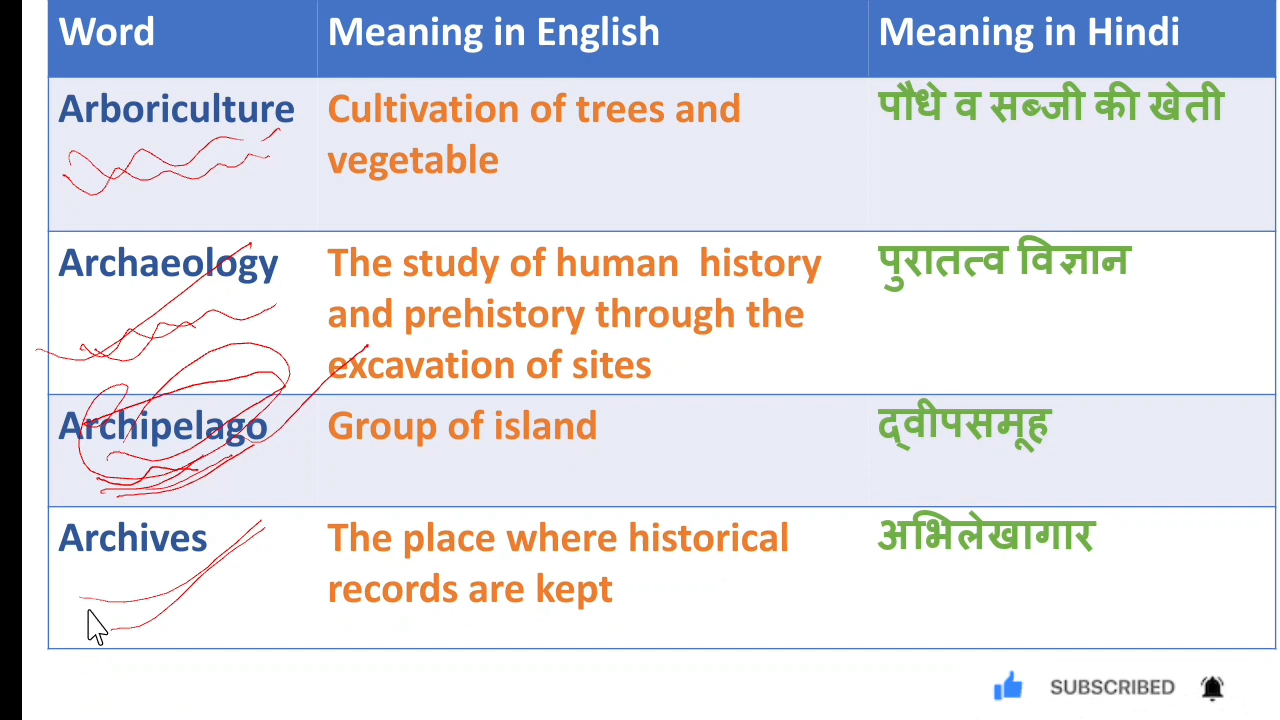 Word Meaning in English Meaning in Hindi
Arboriculture Cultivation of trees and पौधे व सब्जी की खेती
vegetable
Archaeology The study of human history पुरातत्व विज्ञान
and prehistory through the
excavation of sites
Archipelago Group of island द्वीपसमूह
Archives The place where historical अभिलेखागार
records are kept
SUBSCRIBED